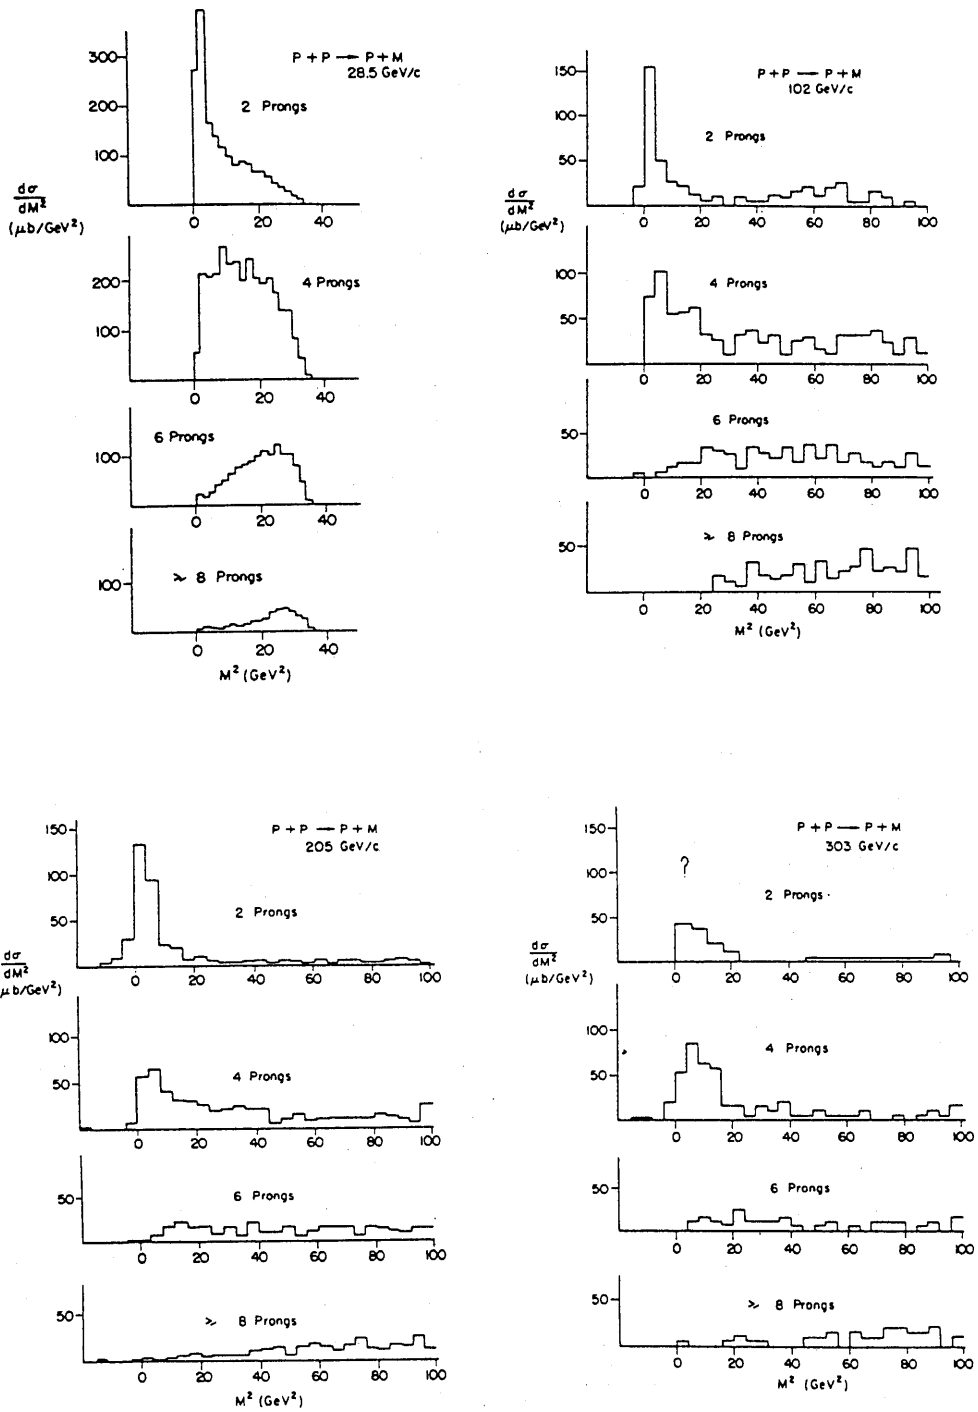 P + P → P + M
28.5 GeV/c
2 Prongs
300
200
100
dσ
dM²
(μb/GeV²)
0 20 40
4 Prongs
200
100
0 20 40
6 Prongs
100
0 20 40
⩾ 8 Prongs
100
0 20 40
M² (GeV²)
P + P → P + M
102 GeV/c
2 Prongs
150
100
50
dσ
dM²
(μb/GeV²)
0 20 40 60 80 100
4 Prongs
100
50
0 20 40 60 80 100
6 Prongs
50
0 20 40 60 80 100
⩾ 8 Prongs
50
0 20 40 60 80 100
M² (GeV²)
P + P → P + M
205 GeV/c
2 Prongs
150
100
50
dσ
dM²
μb/GeV²)
0 20 40 60 80 100
4 Prongs
100
50
0 20 40 60 80 100
6 Prongs
50
0 20 40 60 80 100
⩾ 8 Prongs
50
0 20 40 60 80 100
M² (GeV²)
P + P → P + M
303 GeV/c
?
2 Prongs
150
100
50
dσ
dM²
(μb/GeV²)
0 20 40 60 80 100
4 Prongs
100
50
0 20 40 60 80 100
6 Prongs
50
0 20 40 60 80 100
⩾ 8 Prongs
50
0 20 40 60 80 100
M² (GeV²)